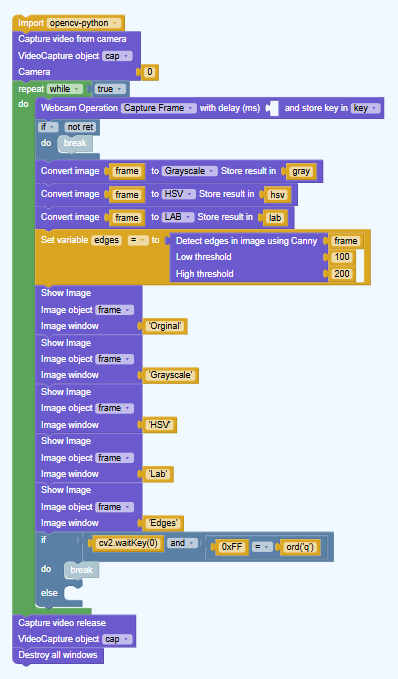 Import opencv-python
Capture video from camera
VideoCapture object cap
Camera 0
repeat while true
do Webcam Operation Capture Frame with delay (ms) and store key in key
if not ret
do break
Convert image frame to Grayscale Store result in gray
Convert image frame to HSV Store result in hsv
Convert image frame to LAB Store result in lab
Set variable edges = to Detect edges in image using Canny frame
Low threshold 100
High threshold 200
Show Image
Image object frame
Image window 'Orginal'
Show Image
Image object frame
Image window 'Grayscale'
Show Image
Image object frame
Image window 'HSV'
Show Image
Image object frame
Image window 'Lab'
Show Image
Image object frame
Image window 'Edges'
if cv2.waitKey(0) and 0xFF = ord('q')
do break
else
Capture video release
VideoCapture object cap
Destroy all windows